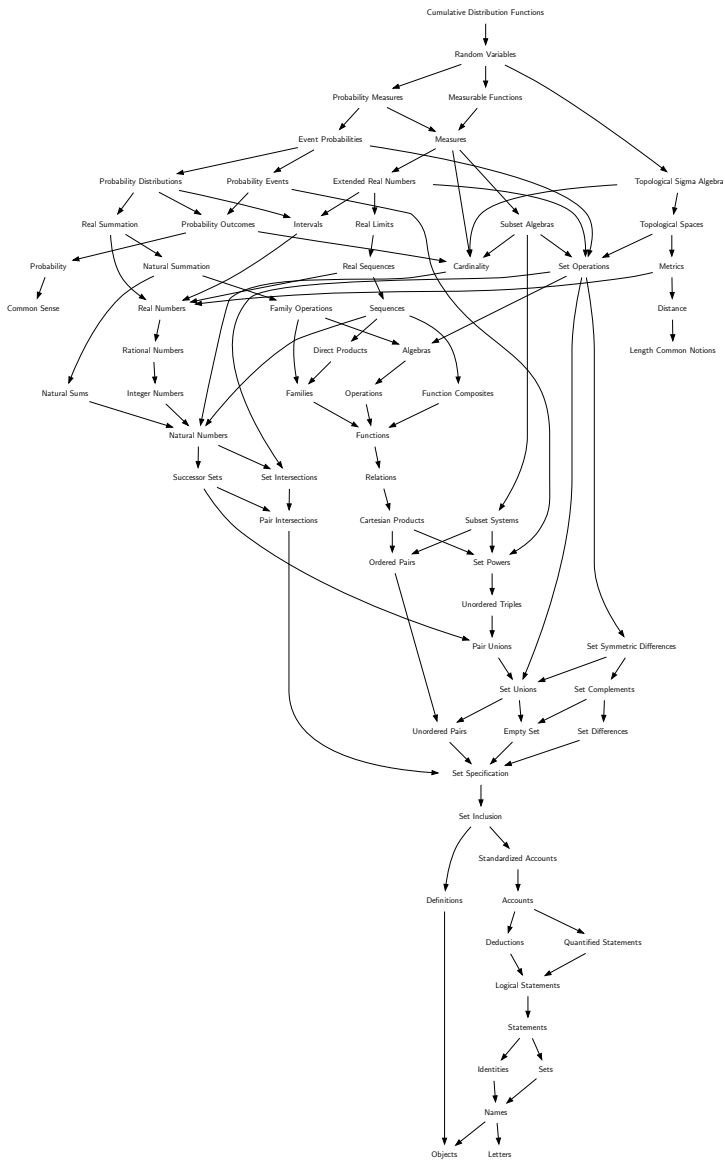 Cumulative Distribution Functions
Random Variables
Probability Measures
Measurable Functions
Event Probabilities
Measures
Probability Distributions
Probability Events
Extended Real Numbers
Topological Sigma Algebra
Real Summation
Probability Outcomes
Intervals
Real Limits
Subset Algebras
Topological Spaces
Probability
Natural Summation
Real Sequences
Cardinality
Set Operations
Metrics
Common Sense
Real Numbers
Family Operations
Sequences
Distance
Rational Numbers
Direct Products
Algebras
Length Common Notions
Natural Sums
Integer Numbers
Families
Operations
Function Composites
Natural Numbers
Functions
Successor Sets
Set Intersections
Relations
Pair Intersections
Cartesian Products
Subset Systems
Ordered Pairs
Set Powers
Unordered Triples
Pair Unions
Set Symmetric Differences
Set Unions
Set Complements
Unordered Pairs
Empty Set
Set Differences
Set Specification
Set Inclusion
Standardized Accounts
Definitions
Accounts
Deductions
Quantified Statements
Logical Statements
Statements
Identities
Sets
Names
Objects
Letters